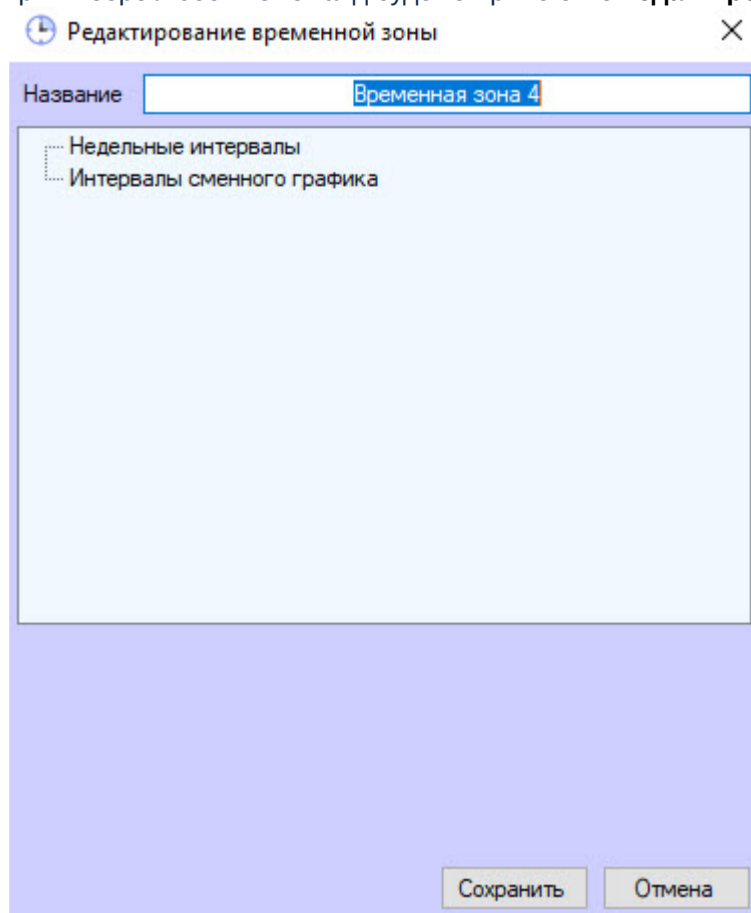 Редактирование временной зоны
Название Временная зона 4
Недельные интервалы
Интервалы сменного графика
Сохранить Отмена